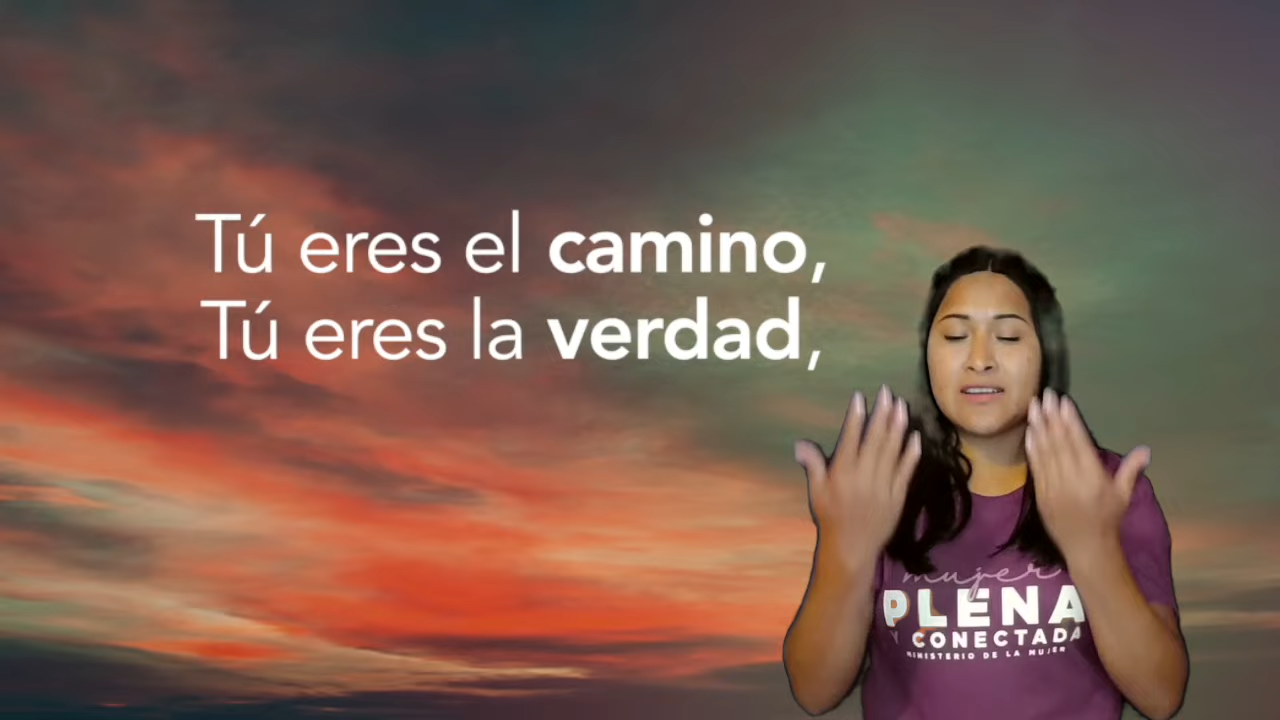 Tú eres el camino,
Tú eres la verdad,
mujer
PLENA
Y CONECTADA
MINISTERIO DE LA MUJER